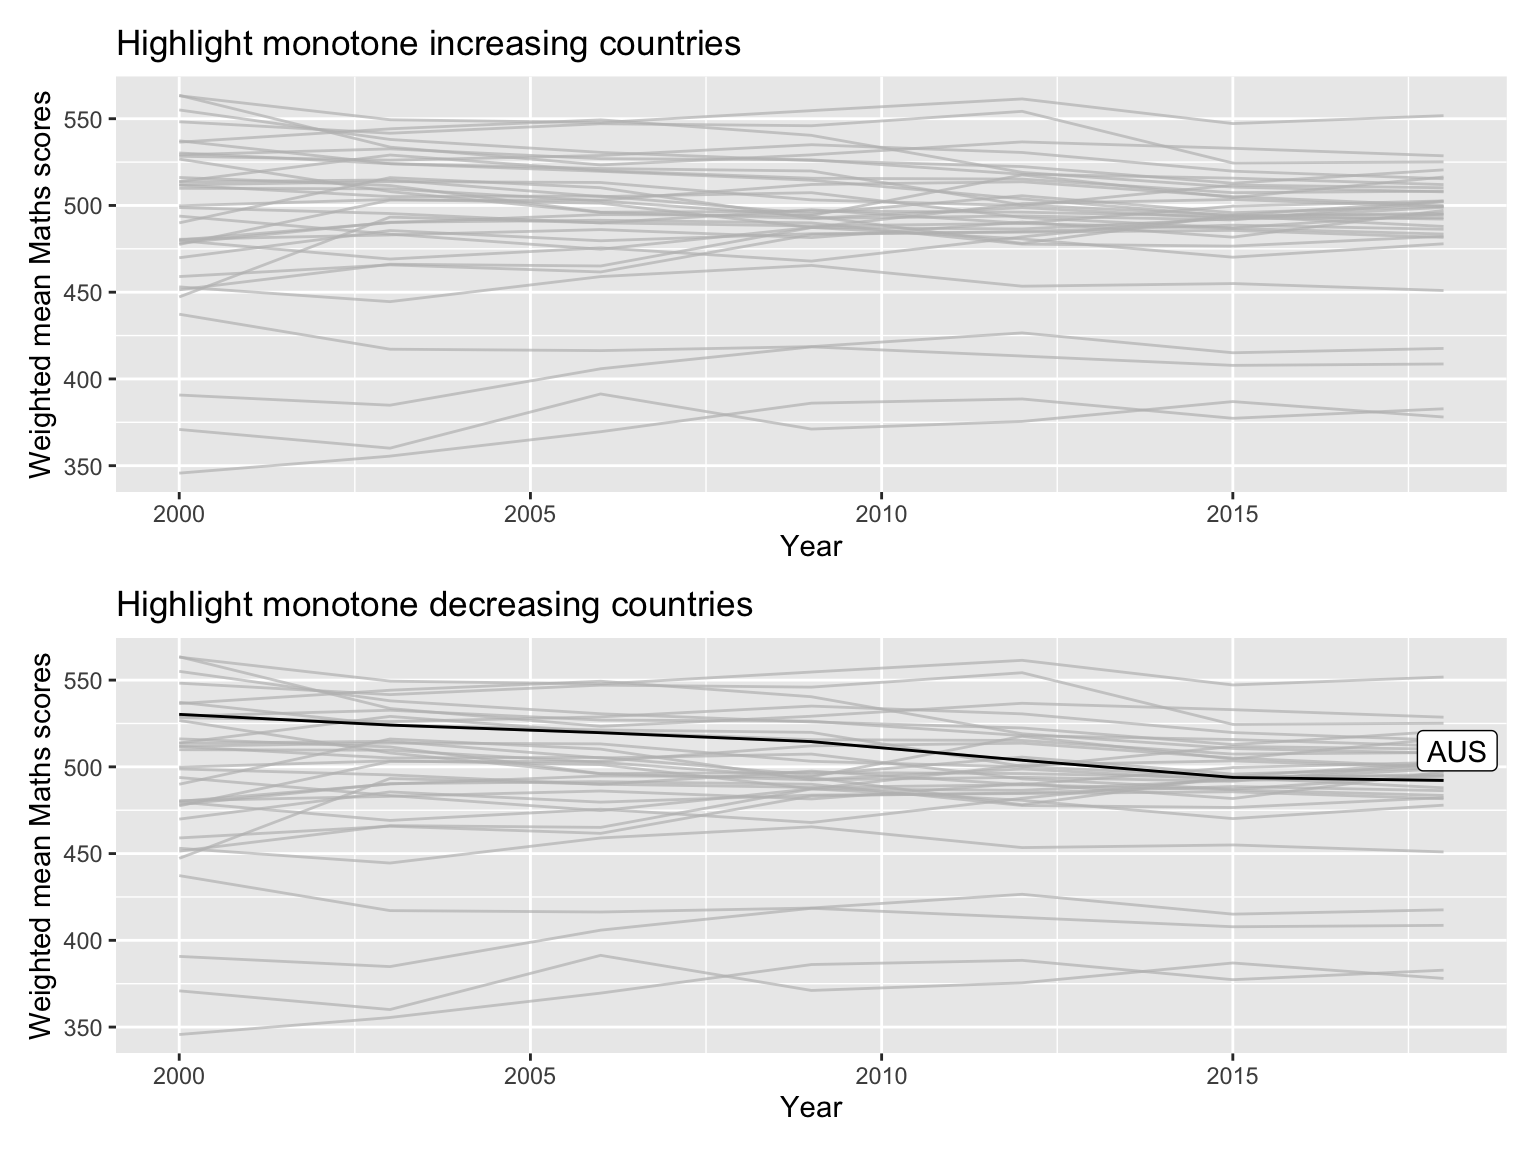 Highlight monotone increasing countries
Weighted mean Maths scores
550
500
450
400
350
2000 2005 2010 2015
Year
Highlight monotone decreasing countries
Weighted mean Maths scores
550
500
450
400
350
AUS
2000 2005 2010 2015
Year